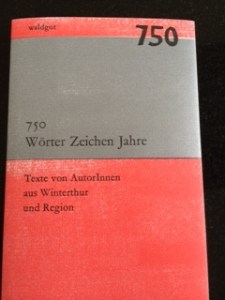 waldgut
750
750
Wörter Zeichen Jahre
Texte von AutorInnen
aus Winterthur
und Region